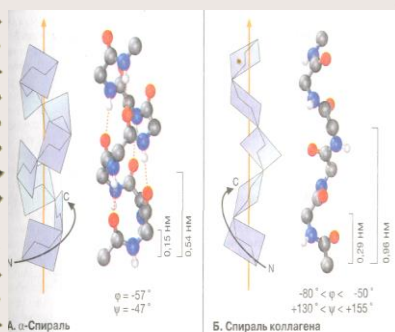 C
N
0,15 нм
0,54 нм
φ = -57°
ψ = -47°
А. α-Спираль
C
N
0,29 нм
0,96 нм
-80° < φ < -50°
+130° < ψ < +155°
Б. Спираль коллагена